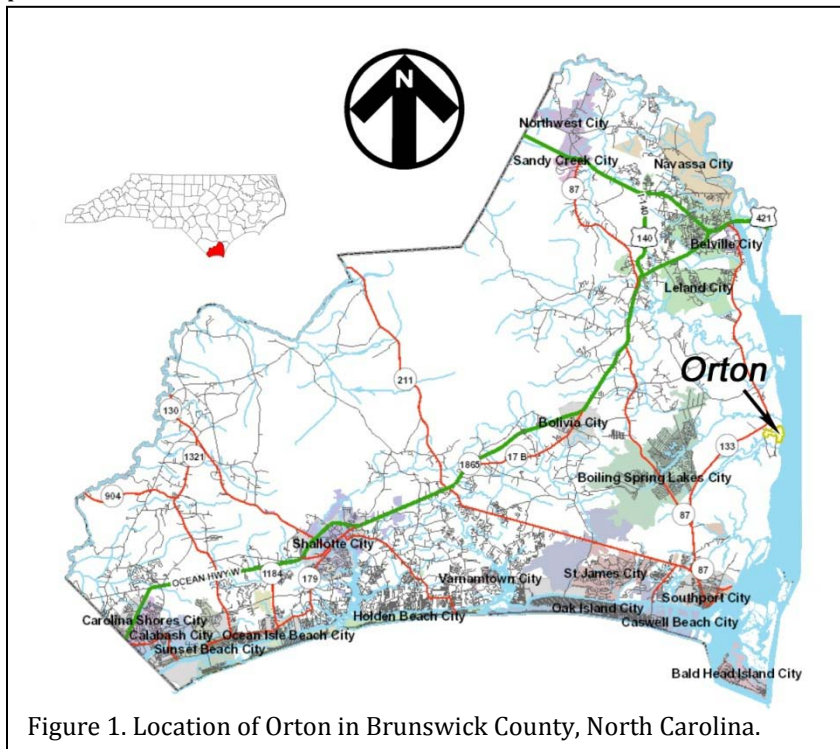 N
Northwest City
Sandy Creek City
Navassa City
87
I-140
421
140
Belville City
Leland City
Orton
211
130
Bolivia City
133
1321
1865
17 B
Boiling Spring Lakes City
904
87
Shallotte City
OCEAN HWY W
1184
179
Varnamtown City
St James City
87
Southport City
Carolina Shores City
Calabash City
Ocean Isle Beach City
Holden Beach City
Oak Island City
Caswell Beach City
Sunset Beach City
Bald Head Island City
Figure 1. Location of Orton in Brunswick County, North Carolina.